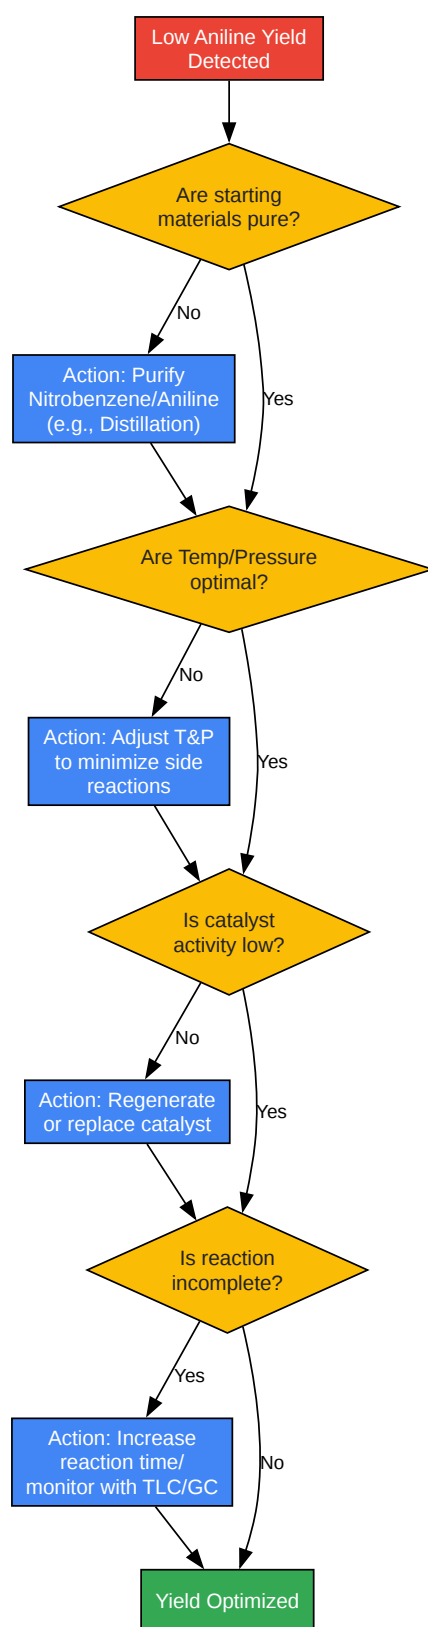 Low Aniline Yield
Detected
Are starting
materials pure?
No
Yes
Action: Purify
Nitrobenzene/Aniline
(e.g., Distillation)
Are Temp/Pressure
optimal?
No
Yes
Action: Adjust T&P
to minimize side
reactions
Is catalyst
activity low?
No
Yes
Action: Regenerate
or replace catalyst
Is reaction
incomplete?
Yes
No
Action: Increase
reaction time/
monitor with TLC/GC
Yield Optimized